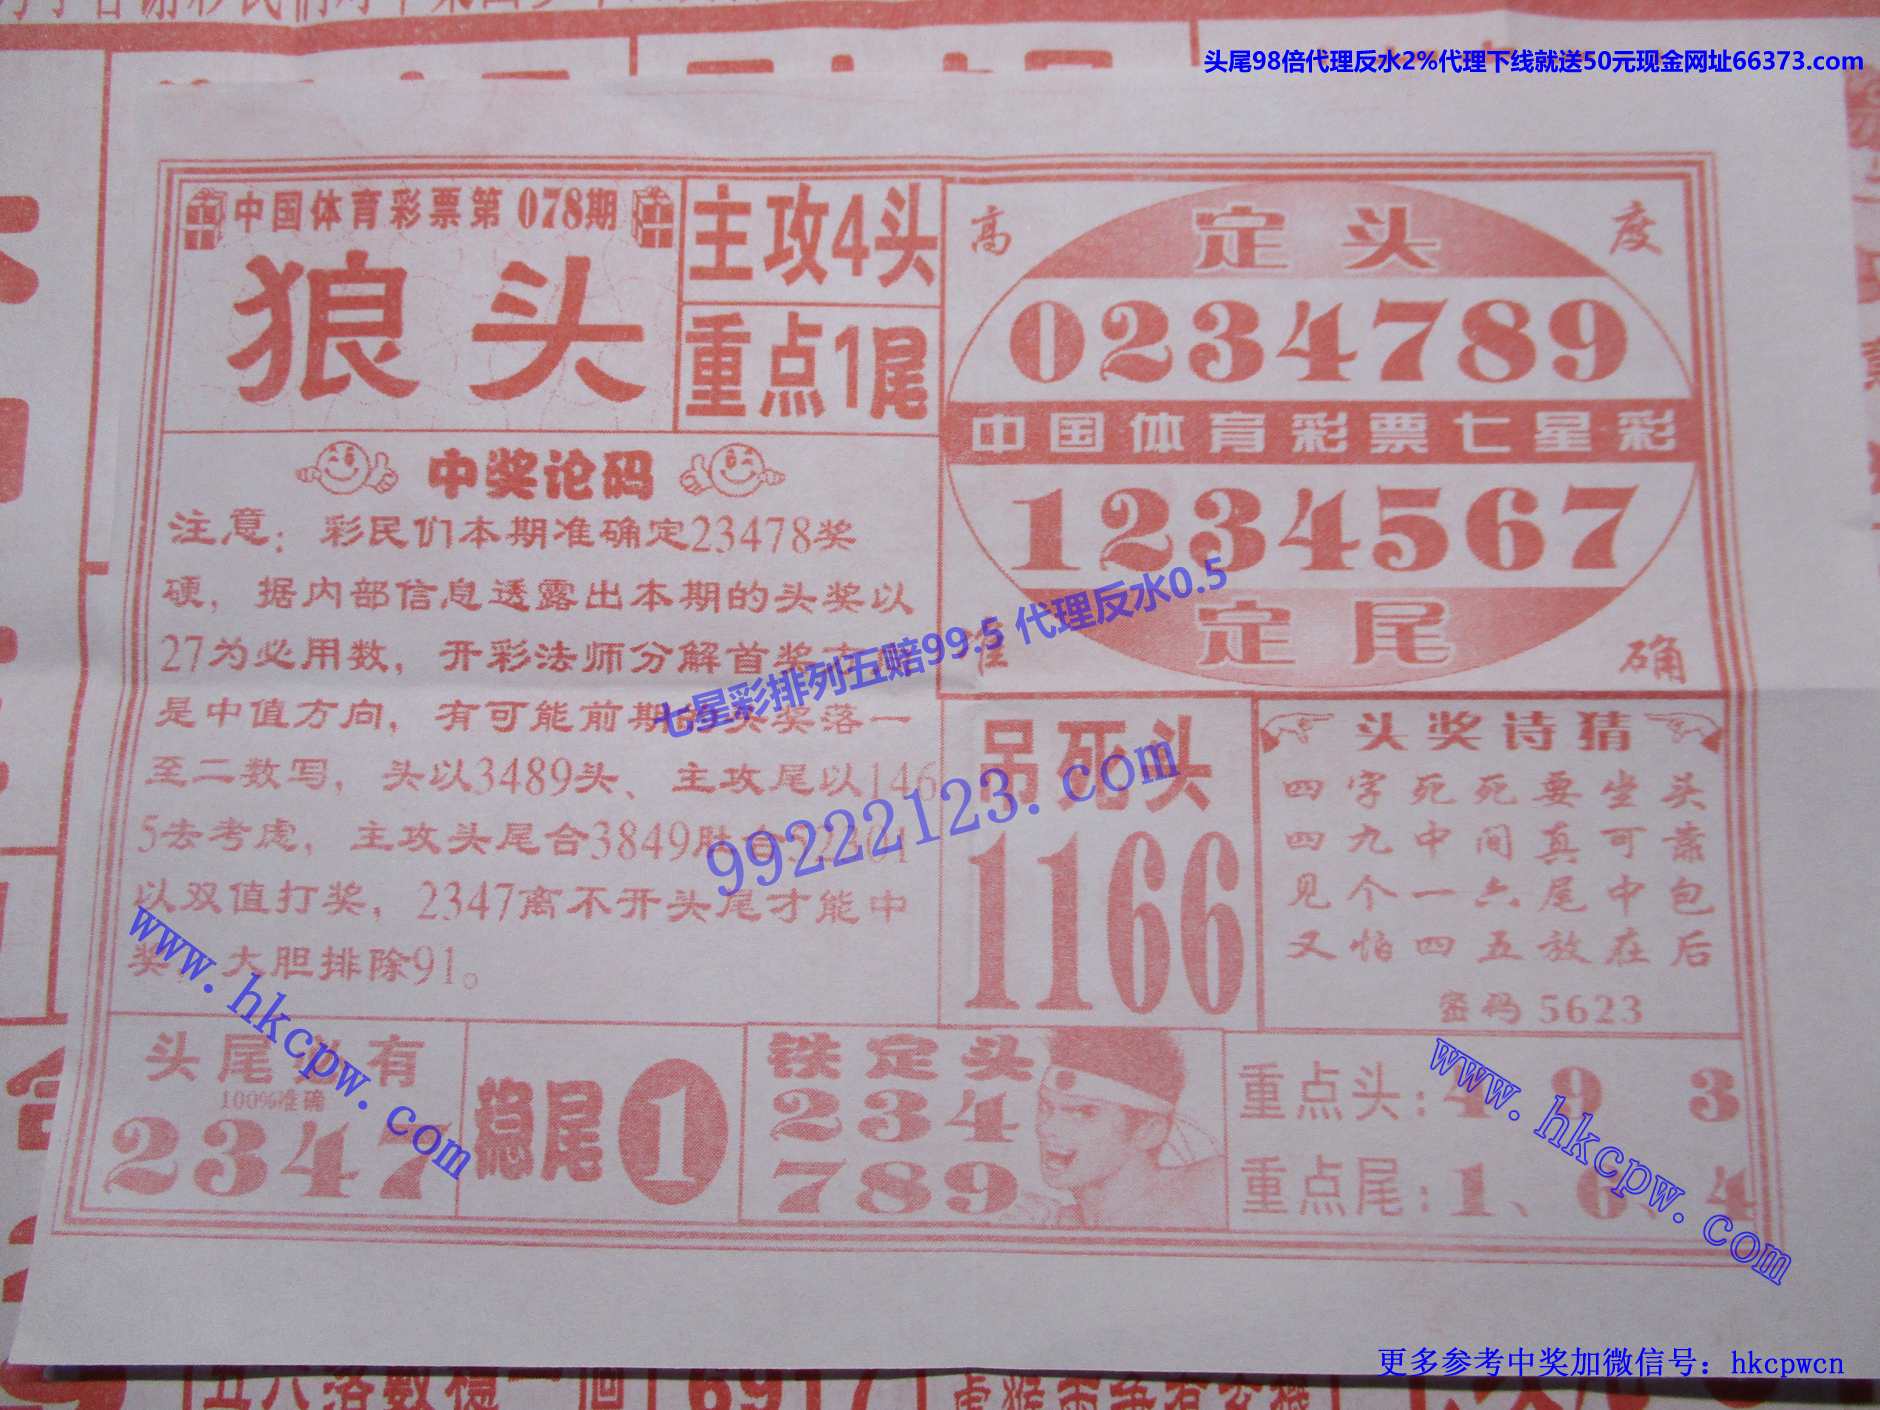 头尾98倍代理反水2%代理下线就送50元现金网址66373.com
中国体育彩票第078期
狼头
主攻4头
重点1尾
高度
定头
0234789
中国体育彩票七星彩
1234567
定尾
准确
中奖论码
注意：彩民们本期准确定23478奖
硬，据内部信息透露出本期的头奖以
27为必用数，开彩法师分解首奖
是中值方向，有可能前期的头奖落一
至二数写，头以3489头、主攻尾以146
5去考虑，主攻头尾合3849肚
以双值打奖，2347离不开头尾才能中
奖，大胆排除91。
七星彩排列五赔99.5 代理反水0.5
99222123.com
吊死头
1166
头奖诗猜
四字死死要坐头
四九中间真可靠
见个一六尾中包
又怕四五放在后
密码5623
头尾必有
100%准确
2347
稳尾
1
铁定头
234
789
重点头：4 9 3
重点尾：1、6、4
www.hkcpw.com
www.hkcpw.com
五八落數穩一個
6917
更多参考中奖加微信号：hkcpwcn